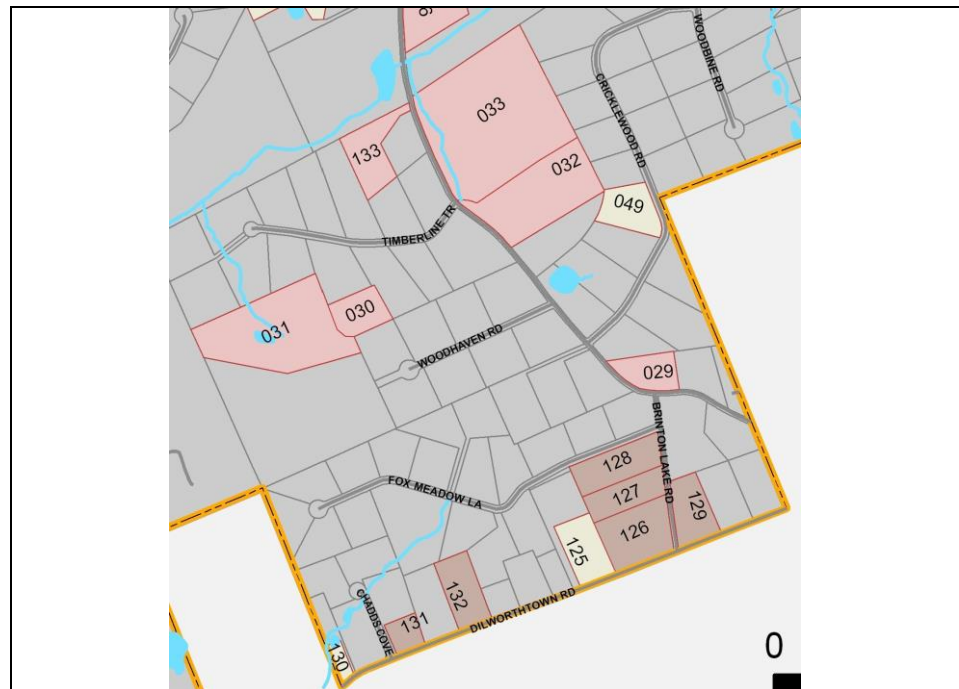 WOODBINE RD
CRICKLEWOOD RD
033
133
032
049
TIMBERLINE TR
030
031
WOODHAVEN RD
029
BRINTON LAKE RD
128
FOX MEADOW LA
127
129
126
125
132
DILWORTHTOWN RD
CHADDS COVE
131
130
0